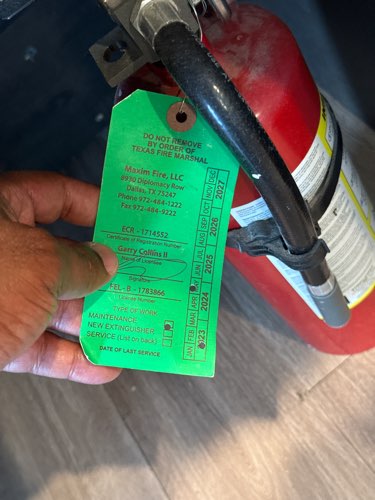 DO NOT REMOVE
BY ORDER OF
TEXAS FIRE MARSHAL
Maxim Fire, LLC
8930 Diplomacy Row
Dallas, TX 75247
Phone 972-484-1222
Fax 972-484-9222
ECR - 1714552
Certificate of Registration Number
Garry Collins II
Name of Licensee
Signature
FEL - B - 1783866
License Number
TYPE OF WORK
MAINTENANCE
NEW EXTINGUISHER
SERVICE (List on back)
DATE OF LAST SERVICE
JAN FEB MAR APR JUN JUL AUG SEP OCT NOV DEC
2024 2025 2026 2027